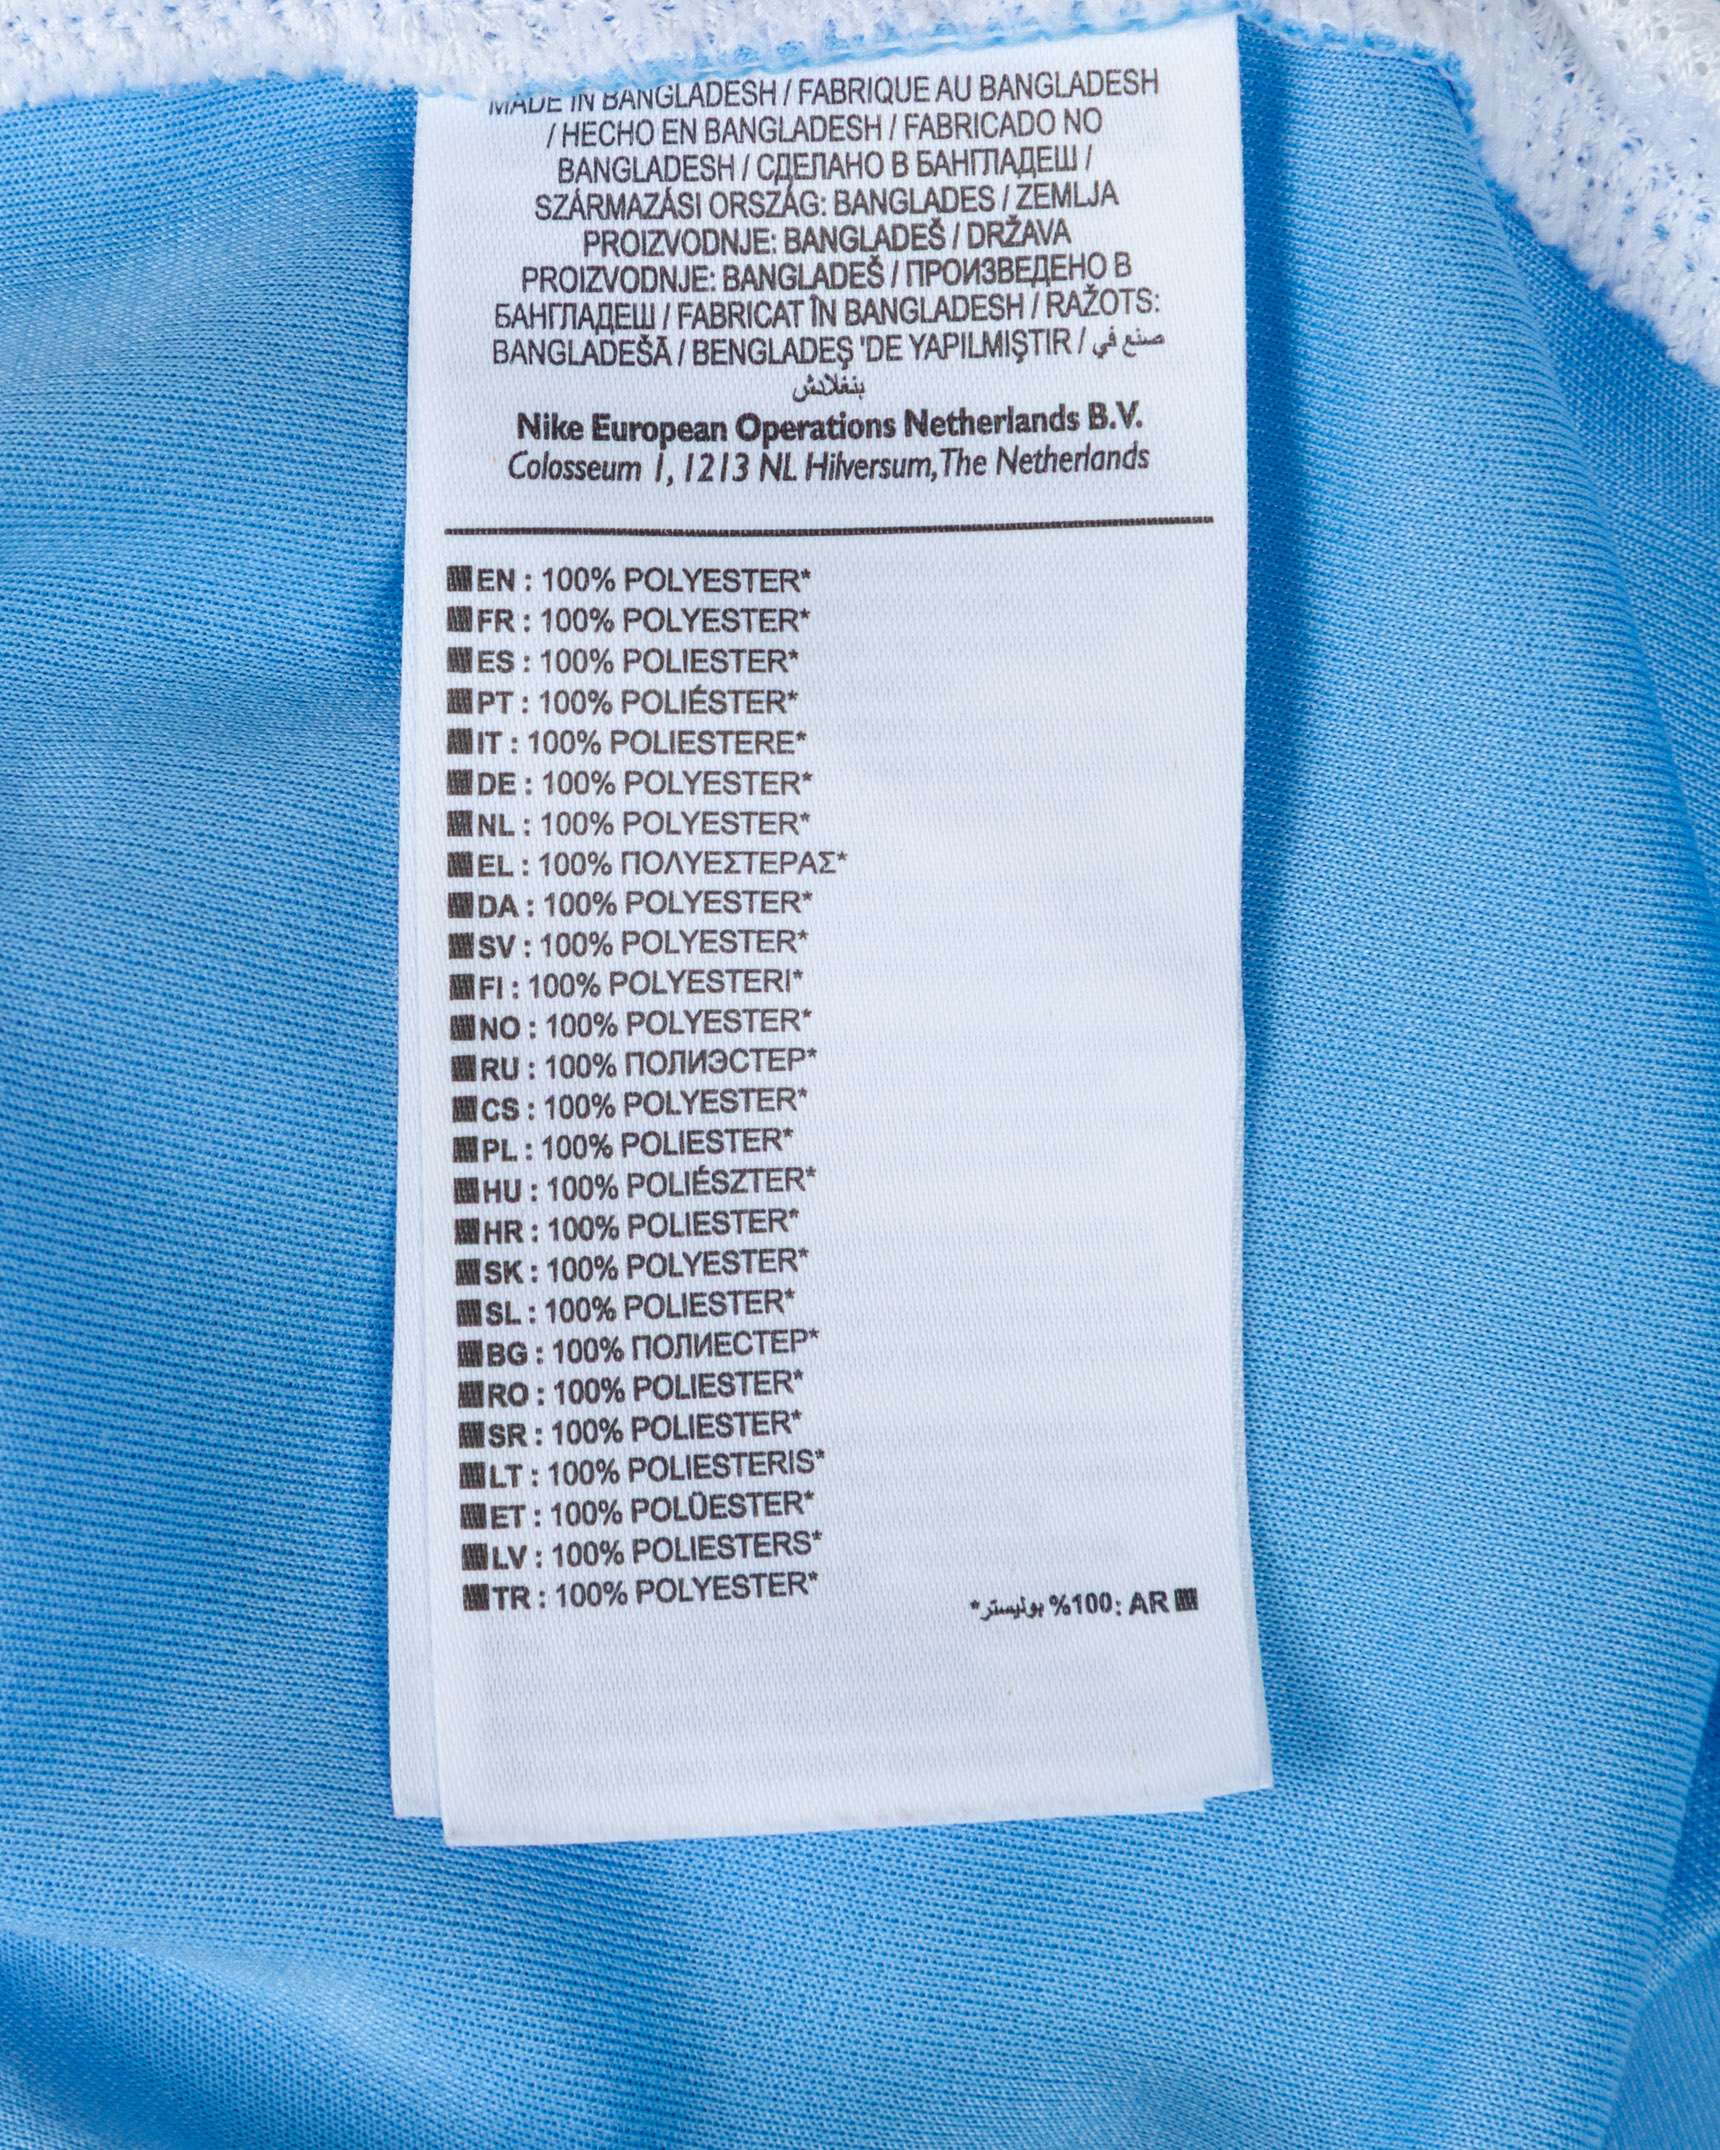 MADE IN BANGLADESH / FABRIQUE AU BANGLADESH
/ HECHO EN BANGLADESH / FABRICADO NO
BANGLADESH / СДЕЛАНО В БАНГЛАДЕШ /
SZÁRMAZÁSI ORSZÁG: BANGLADES / ZEMLJA
PROIZVODNJE: BANGLADEŠ / DRŽAVA
PROIZVODNJE: BANGLADEŠ / ПРОИЗВЕДЕНО В
БАНГЛАДЕШ / FABRICAT ÎN BANGLADESH / RAŽOTS:
BANGLADEŠĀ / BENGLADEŞ 'DE YAPILMIŞTIR / صنع في
بنغلادش
Nike European Operations Netherlands B.V.
Colosseum 1, 1213 NL Hilversum, The Netherlands
EN : 100% POLYESTER*
FR : 100% POLYESTER*
ES : 100% POLIESTER*
PT : 100% POLIÉSTER*
IT : 100% POLIESTERE*
DE : 100% POLYESTER*
NL : 100% POLYESTER*
EL : 100% ΠΟΛΥΕΣΤΕΡΑΣ*
DA : 100% POLYESTER*
SV : 100% POLYESTER*
FI : 100% POLYESTERI*
NO : 100% POLYESTER*
RU : 100% ПОЛИЭСТЕР*
CS : 100% POLYESTER*
PL : 100% POLIESTER*
HU : 100% POLIÉSZTER*
HR : 100% POLIESTER*
SK : 100% POLYESTER*
SL : 100% POLIESTER*
BG : 100% ПОЛИЕСТЕР*
RO : 100% POLIESTER*
SR : 100% POLIESTER*
LT : 100% POLIESTERIS*
ET : 100% POLÜESTER*
LV : 100% POLIESTERS*
TR : 100% POLYESTER*
AR :100% بوليستر*